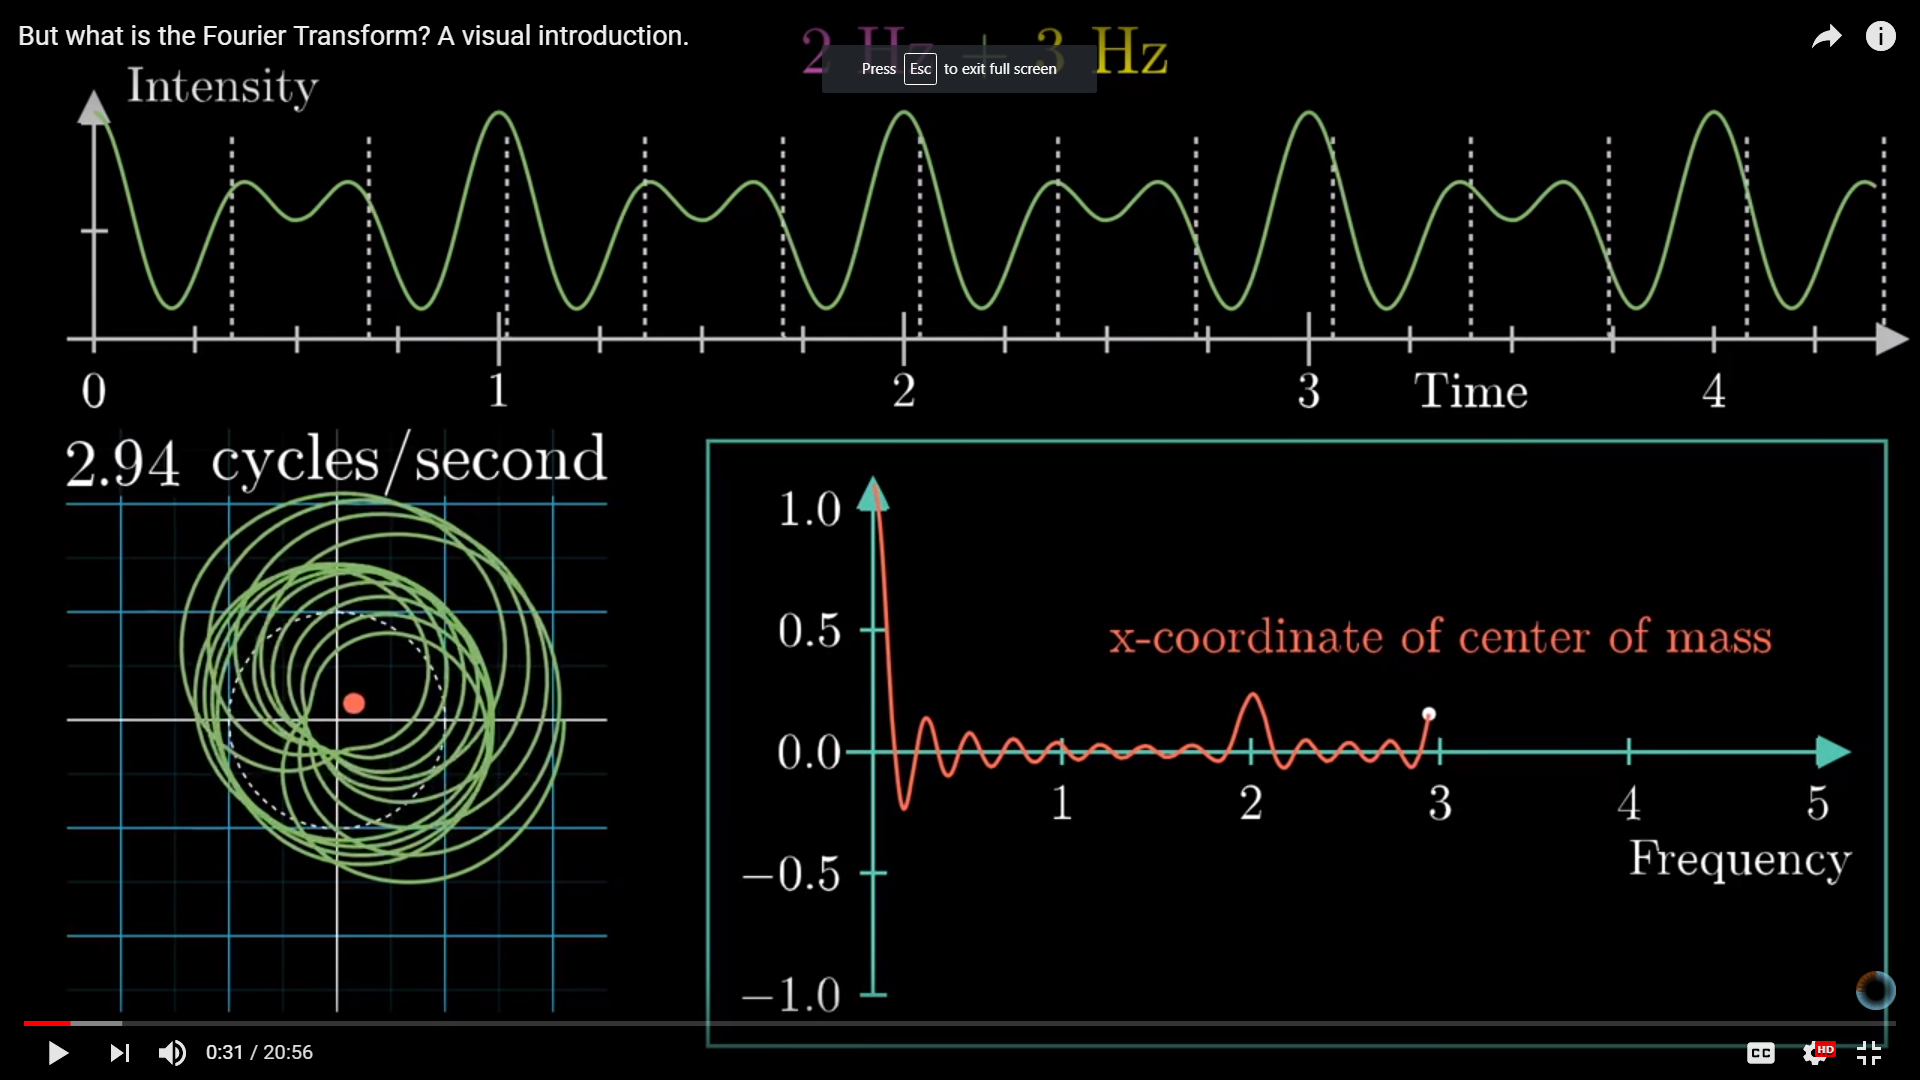 But what is the Fourier Transform? A visual introduction.
2 Hz + 3 Hz
Press Esc to exit full screen
Intensity
0 1 2 3 Time 4
2.94 cycles/second
1.0
0.5
x-coordinate of center of mass
0.0
1 2 3 4 5
Frequency
−0.5
−1.0
0:31 / 20:56
CC
HD